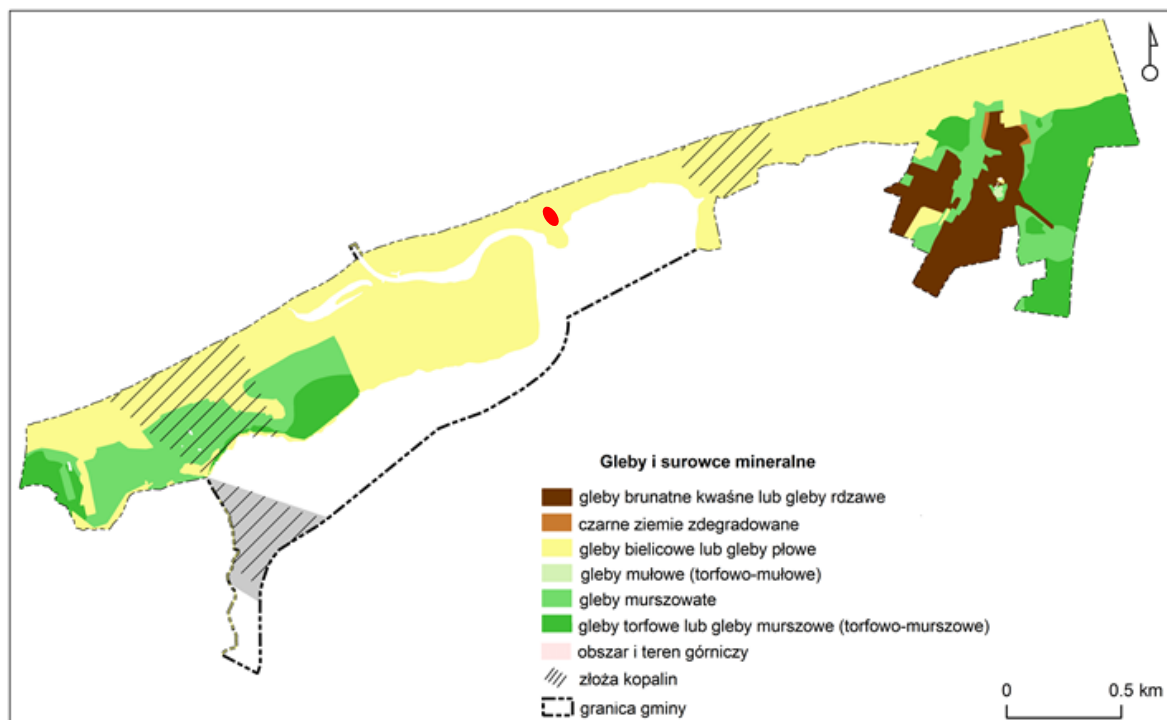 Gleby i surowce mineralne
gleby brunatne kwaśne lub gleby rdzawe
czarne ziemie zdegradowane
gleby bielicowe lub gleby płowe
gleby mułowe (torfowo-mułowe)
gleby murszowate
gleby torfowe lub gleby murszowe (torfowo-murszowe)
obszar i teren górniczy
złoża kopalin
granica gminy
0 0.5 km